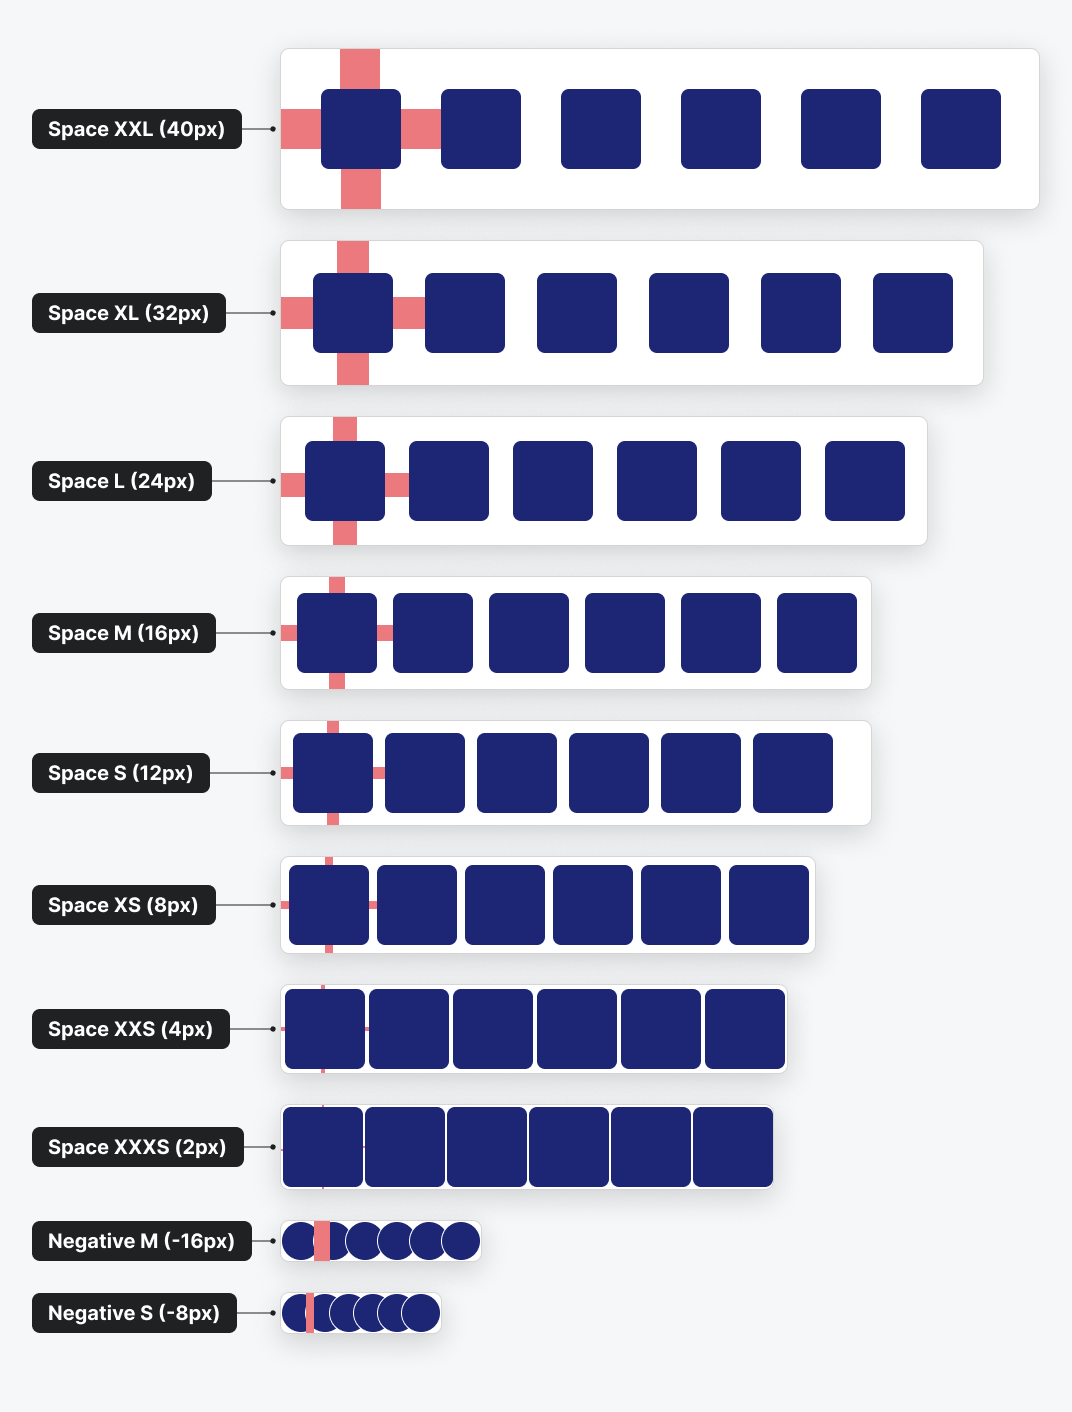 Space XXL (40px)
Space XL (32px)
Space L (24px)
Space M (16px)
Space S (12px)
Space XS (8px)
Space XXS (4px)
Space XXXS (2px)
Negative M (-16px)
Negative S (-8px)